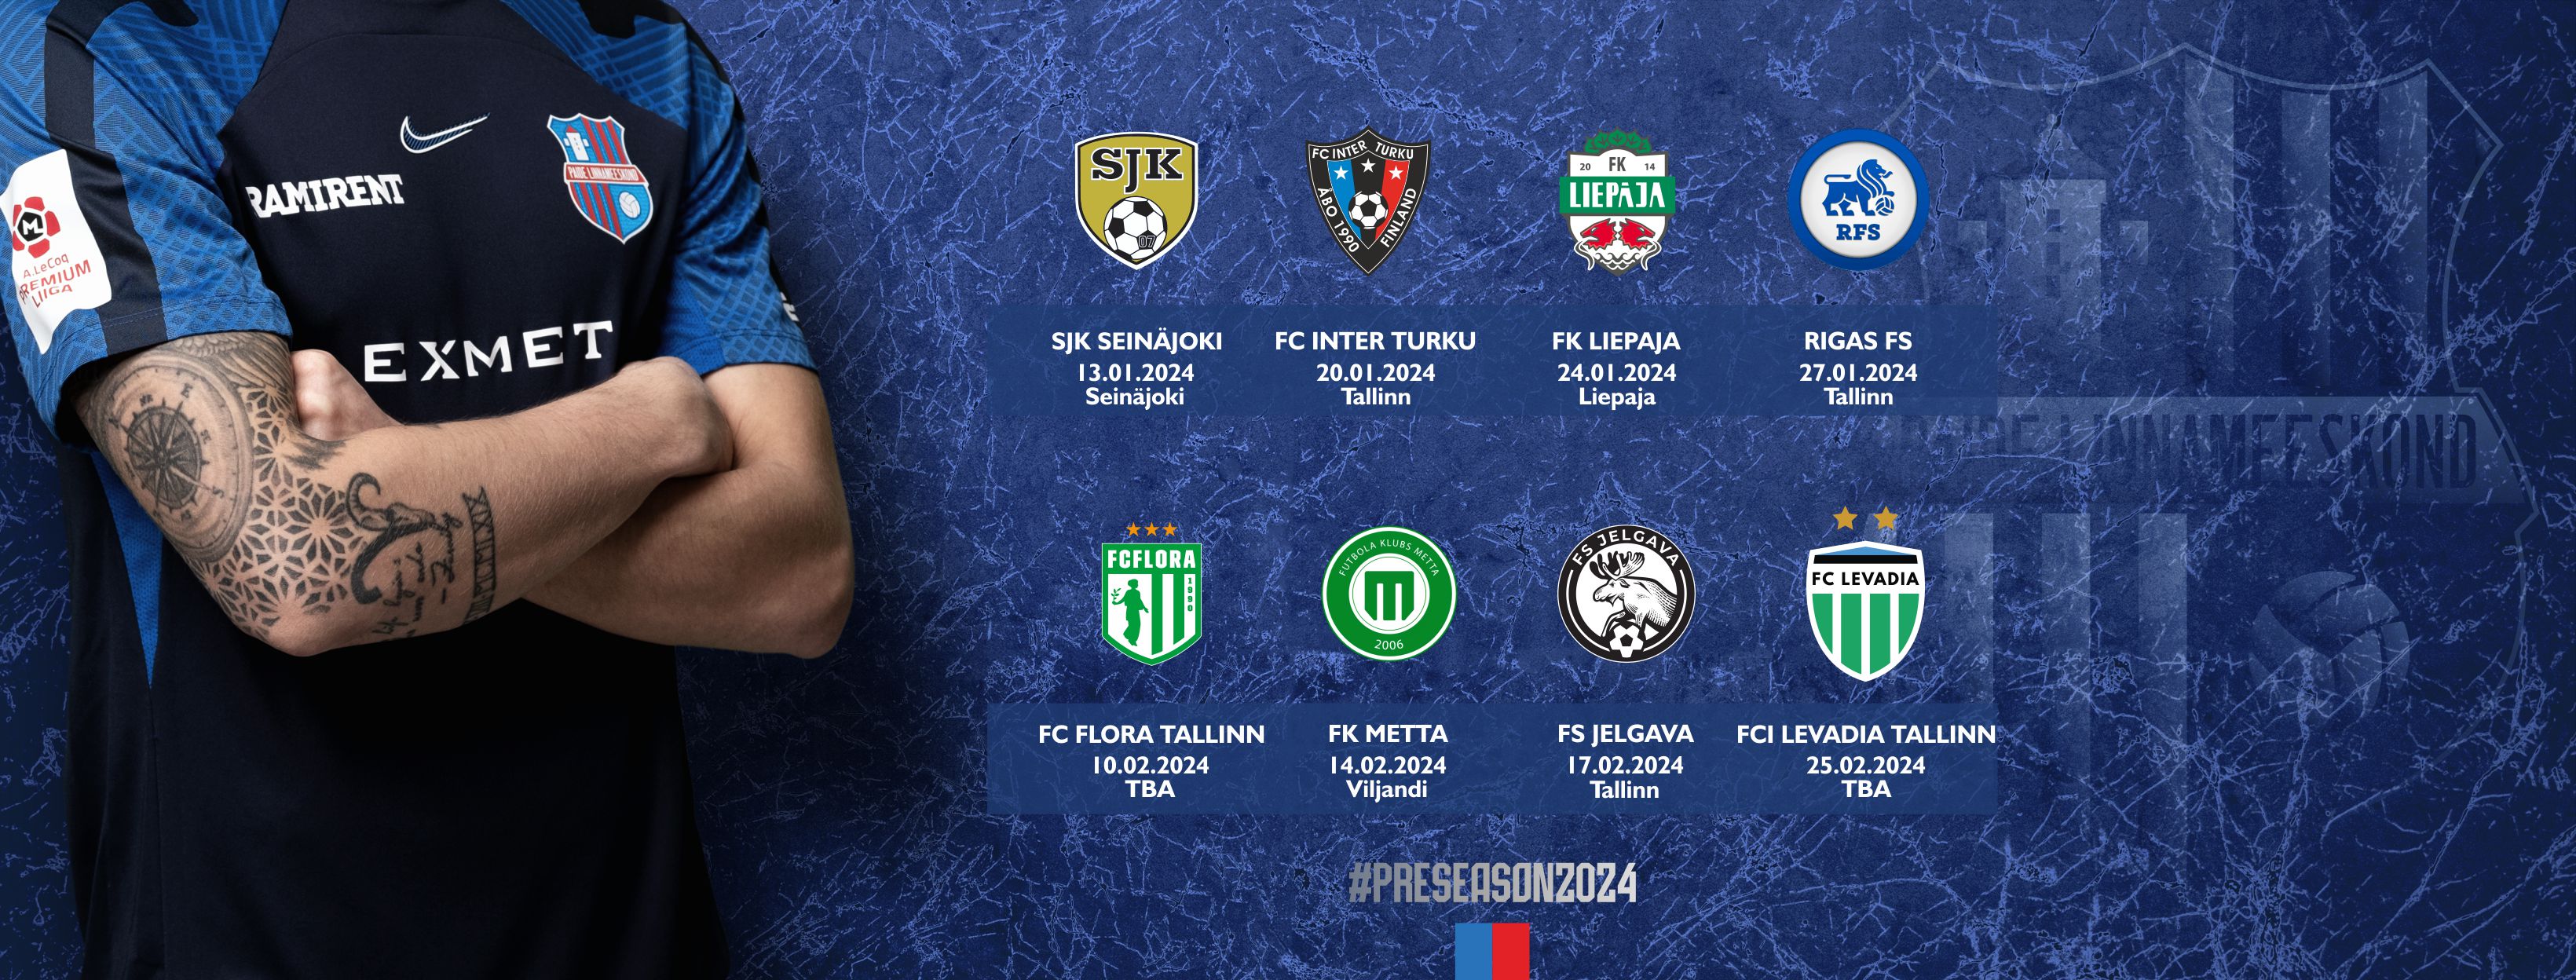 RAMIRENT
PAIDE LINNAMEESKOND
A.LeCoq
PREMIUM
LIIGA
EXMET
SJK
07
FC INTER TURKU
ÅBO 1990
FINLAND
20 FK 14
LIEPĀJA
RFS
SJK SEINÄJOKI
13.01.2024
Seinäjoki
FC INTER TURKU
20.01.2024
Tallinn
FK LIEPAJA
24.01.2024
Liepaja
RIGAS FS
27.01.2024
Tallinn
PAIDE LINNAMEESKOND
FCFLORA
1990
FUTBOLA KLUBS METTA
2006
FS JELGAVA
FC LEVADIA
FC FLORA TALLINN
10.02.2024
TBA
FK METTA
14.02.2024
Viljandi
FS JELGAVA
17.02.2024
Tallinn
FCI LEVADIA TALLINN
25.02.2024
TBA
#PRESEASON2024